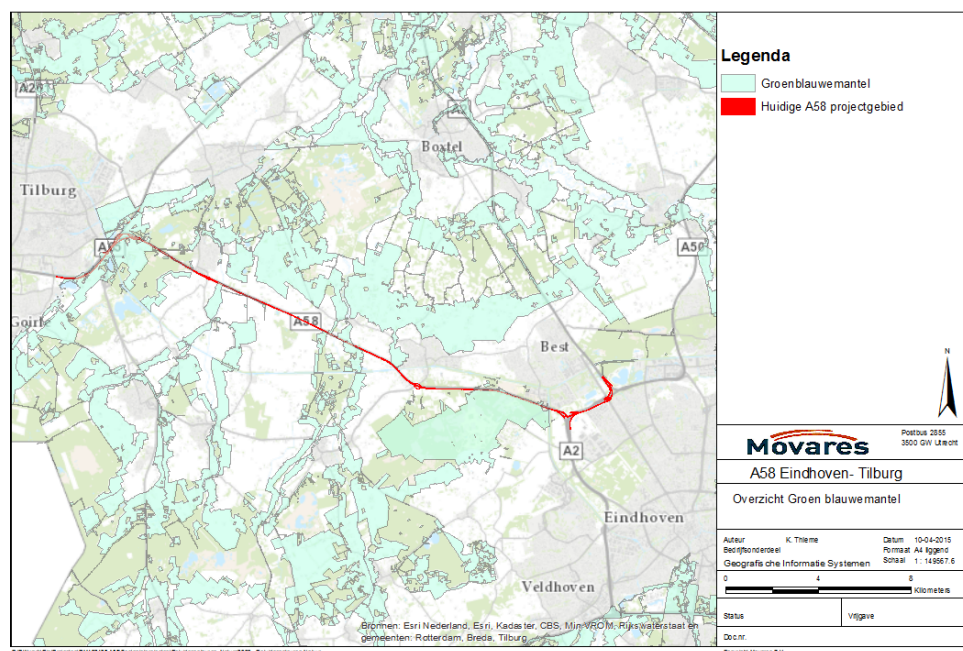 A2
Boxtel
Tilburg
A50
Goirle
A58
Best
A2
Eindhoven
Veldhoven
Bronnen: Esri Nederland, Esri, Kadaster, CBS, Min VROM, Rijkswaterstaat en
gemeenten: Rotterdam, Breda, Tilburg
Legenda
Groenblauwemantel
Huidige A58 projectgebied
N
Movares
Postbus 2855
3500 GW Utrecht
A58 Eindhoven- Tilburg
Overzicht Groen blauwemantel
Auteur K. Thieme Datum 10-04-2015
Bedrijfsonderdeel Formaat A4 liggend
Geografische Informatie Systemen Schaal 1 : 149567.6
0 4 8
Kilometers
Status Vrijgave
Doc.nr.